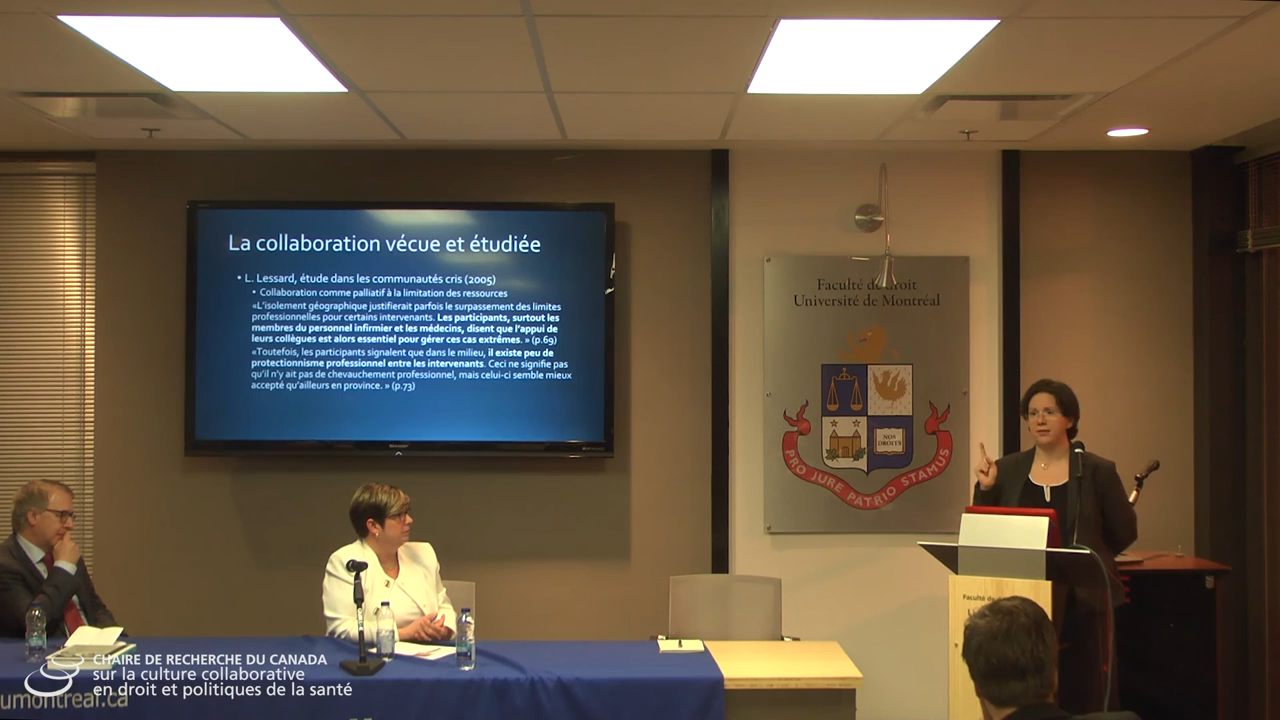 La collaboration vécue et étudiée
• L. Lessard, étude dans les communautés cris (2005)
• Collaboration comme palliatif à la limitation des ressources
«L'isolement géographique justifierait parfois le surpassement des limites
professionnelles pour certains intervenants. Les participants, surtout les
membres du personnel infirmier et les médecins, disent que l'appui de
leurs collègues est alors essentiel pour gérer ces cas extrêmes. » (p.69)
«Toutefois, les participants signalent que dans le milieu, il existe peu de
protectionnisme professionnel entre les intervenants. Ceci ne signifie pas
qu'il n'y ait pas de chevauchement professionnel, mais celui-ci semble mieux
accepté qu'ailleurs en province. » (p.73)
SHARP
Faculté de droit
Université de Montréal
NOS
DROITS
PRO JURE PATRIO STAMUS
Faculté de
CHAIRE DE RECHERCHE DU CANADA
sur la culture collaborative
en droit et politiques de la santé
umontreal.ca